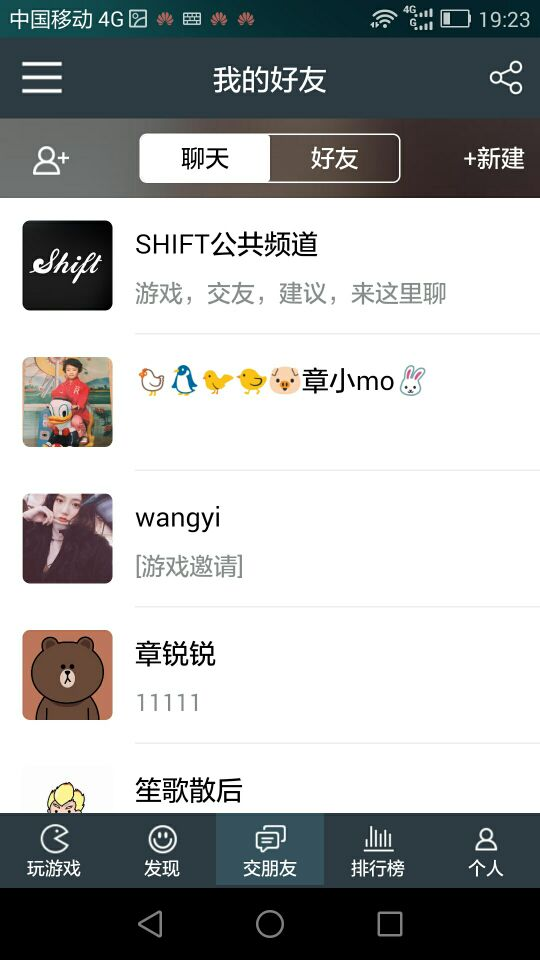 中国移动 4G 4G G 19:23
我的好友
聊天 好友 +新建
Shift
SHIFT公共频道
游戏，交友，建议，来这里聊
🐔🐧🐤🐤🐷章小mo🐰
wangyi
[游戏邀请]
章锐锐
11111
笙歌散后
玩游戏 发现 交朋友 排行榜 个人